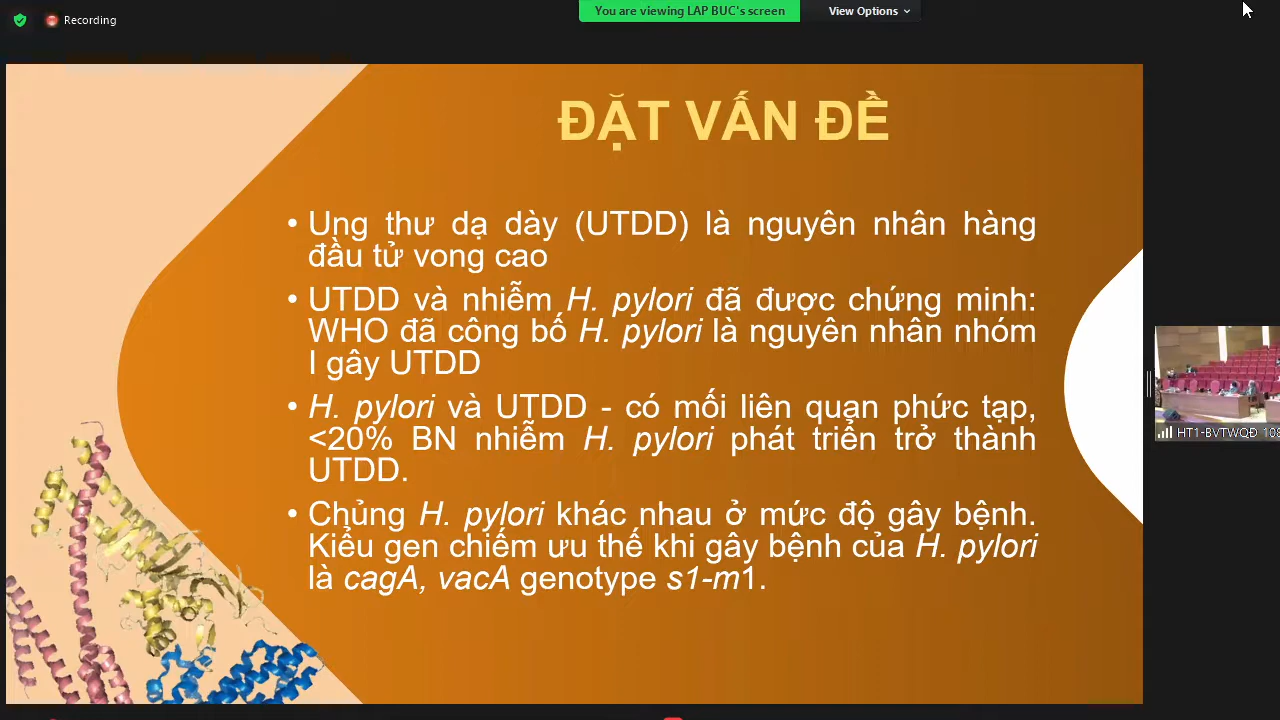 Recording
You are viewing LAP BUC's screen
View Options
ĐẶT VẤN ĐỀ
• Ung thư dạ dày (UTDD) là nguyên nhân hàng
đầu tử vong cao
• UTDD và nhiễm H. pylori đã được chứng minh:
WHO đã công bố H. pylori là nguyên nhân nhóm
I gây UTDD
• H. pylori và UTDD - có mối liên quan phức tạp,
<20% BN nhiễm H. pylori phát triển trở thành
UTDD.
• Chủng H. pylori khác nhau ở mức độ gây bệnh.
Kiểu gen chiếm ưu thế khi gây bệnh của H. pylori
là cagA, vacA genotype s1-m1.
HT1-BVTWQĐ 108